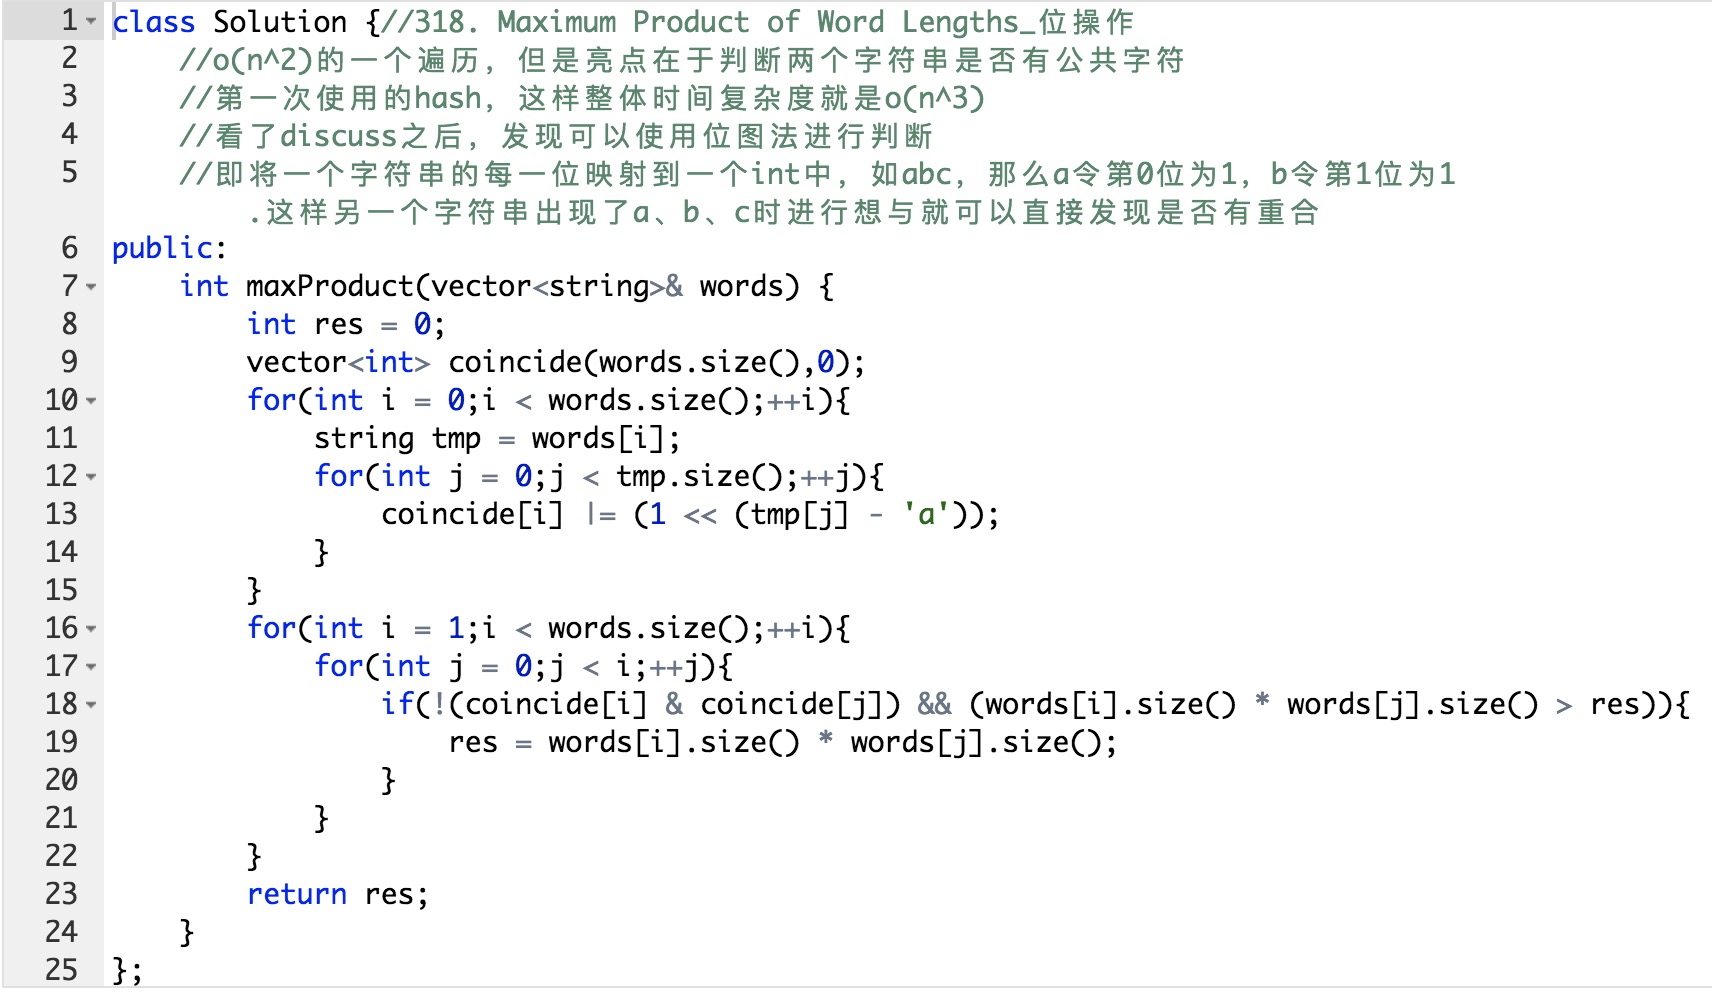 1 class Solution {//318. Maximum Product of Word Lengths_位操作
2 //o(n^2)的一个遍历，但是亮点在于判断两个字符串是否有公共字符
3 //第一次使用的hash，这样整体时间复杂度就是o(n^3)
4 //看了discuss之后，发现可以使用位图法进行判断
5 //即将一个字符串的每一位映射到一个int中，如abc，那么a令第0位为1，b令第1位为1
.这样另一个字符串出现了a、b、c时进行想与就可以直接发现是否有重合
6 public:
7 int maxProduct(vector<string>& words) {
8 int res = 0;
9 vector<int> coincide(words.size(),0);
10 for(int i = 0;i < words.size();++i){
11 string tmp = words[i];
12 for(int j = 0;j < tmp.size();++j){
13 coincide[i] |= (1 << (tmp[j] - 'a'));
14 }
15 }
16 for(int i = 1;i < words.size();++i){
17 for(int j = 0;j < i;++j){
18 if(!(coincide[i] & coincide[j]) && (words[i].size() * words[j].size() > res)){
19 res = words[i].size() * words[j].size();
20 }
21 }
22 }
23 return res;
24 }
25 };